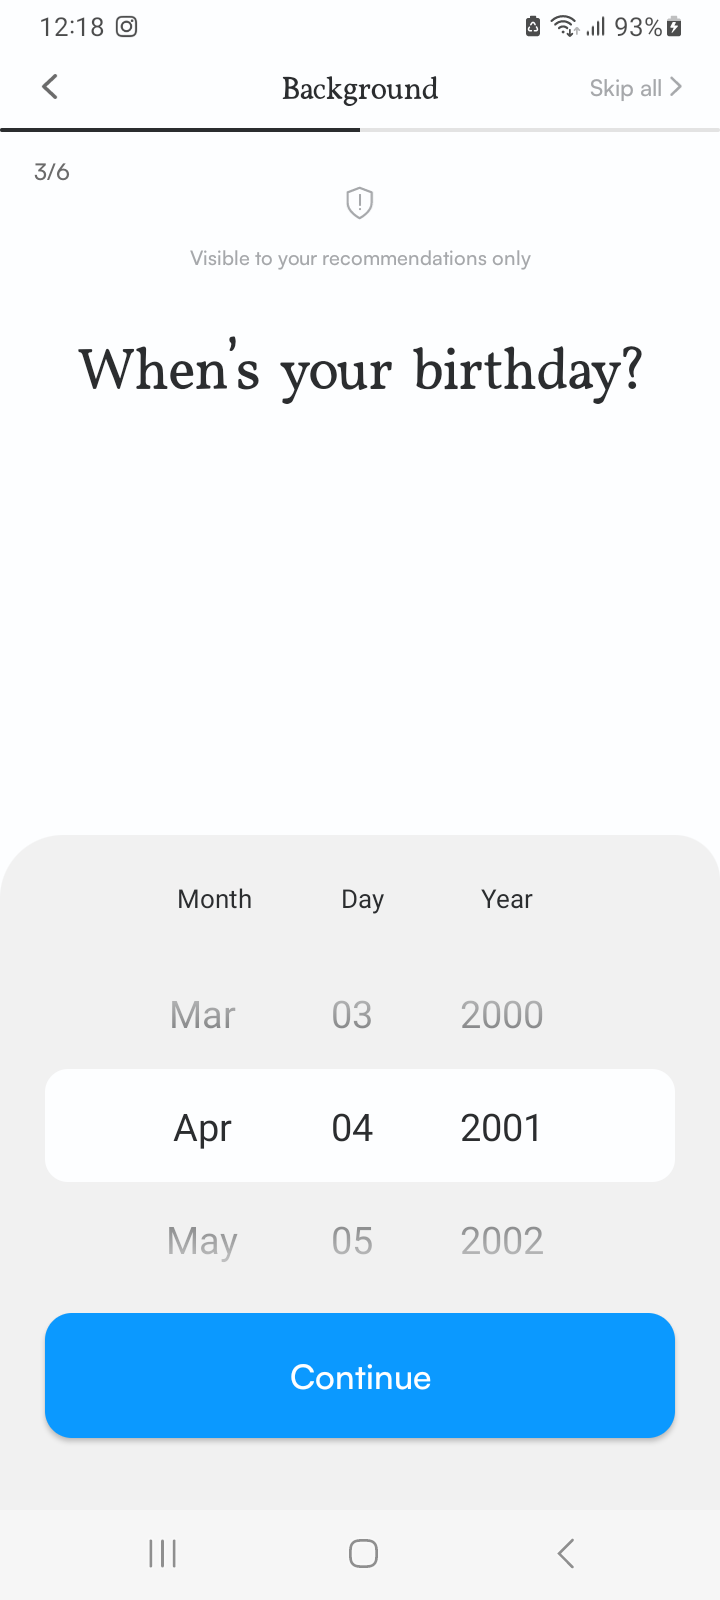 12:18 93%
Background Skip all
3/6
Visible to your recommendations only
When's your birthday?
Month Day Year
Mar 03 2000
Apr 04 2001
May 05 2002
Continue